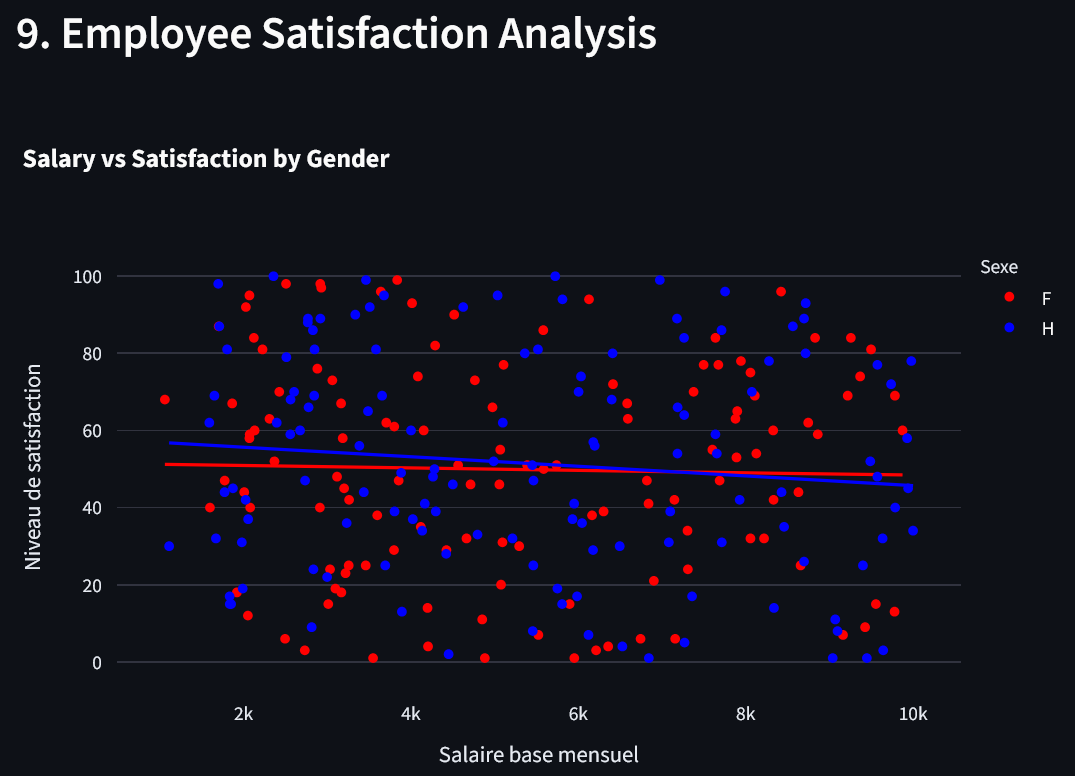 9. Employee Satisfaction Analysis
Salary vs Satisfaction by Gender
Sexe
F
H
Niveau de satisfaction
100
80
60
40
20
0
2k
4k
6k
8k
10k
Salaire base mensuel